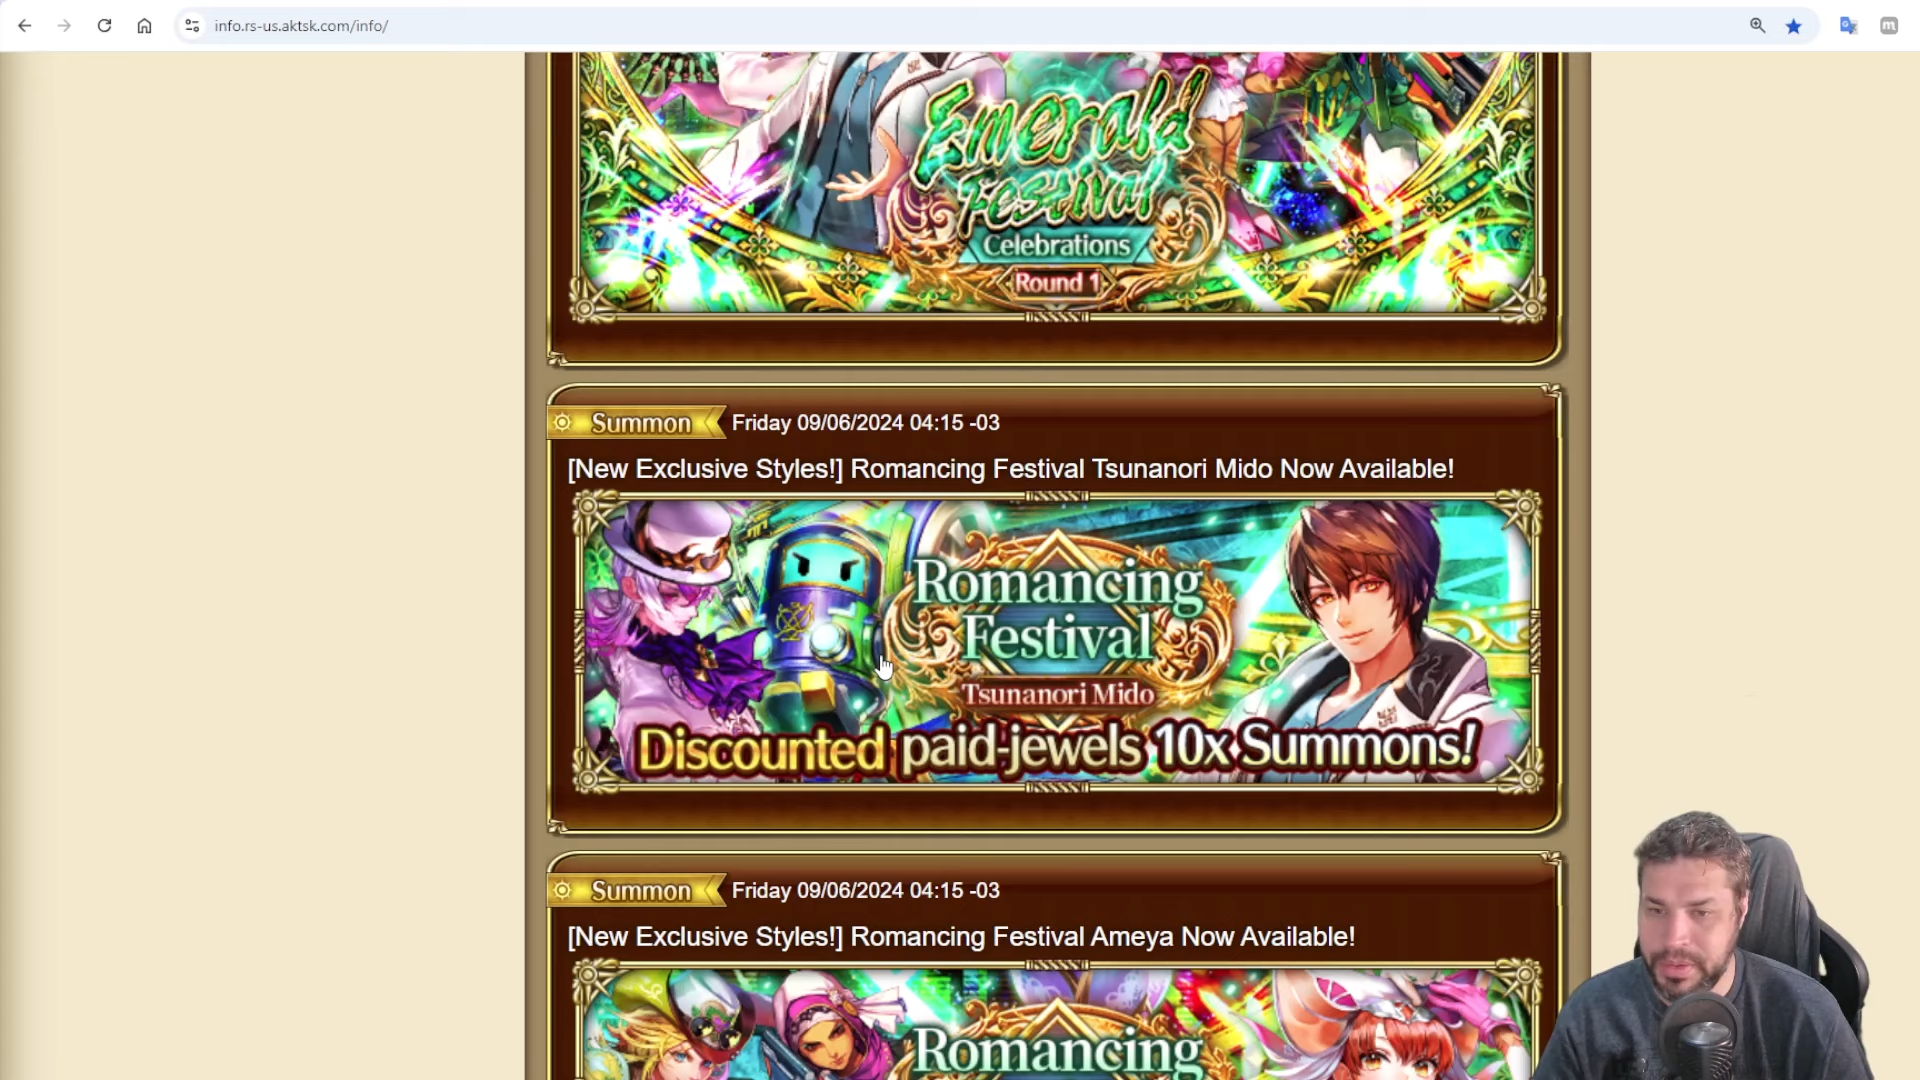 info.rs-us.aktsk.com/info/
Emerald
Festival
Celebrations
Round 1
Summon Friday 09/06/2024 04:15 -03
[New Exclusive Styles!] Romancing Festival Tsunanori Mido Now Available!
Romancing
Festival
Tsunanori Mido
Discounted paid-jewels 10x Summons!
Summon Friday 09/06/2024 04:15 -03
[New Exclusive Styles!] Romancing Festival Ameya Now Available!
Romancing